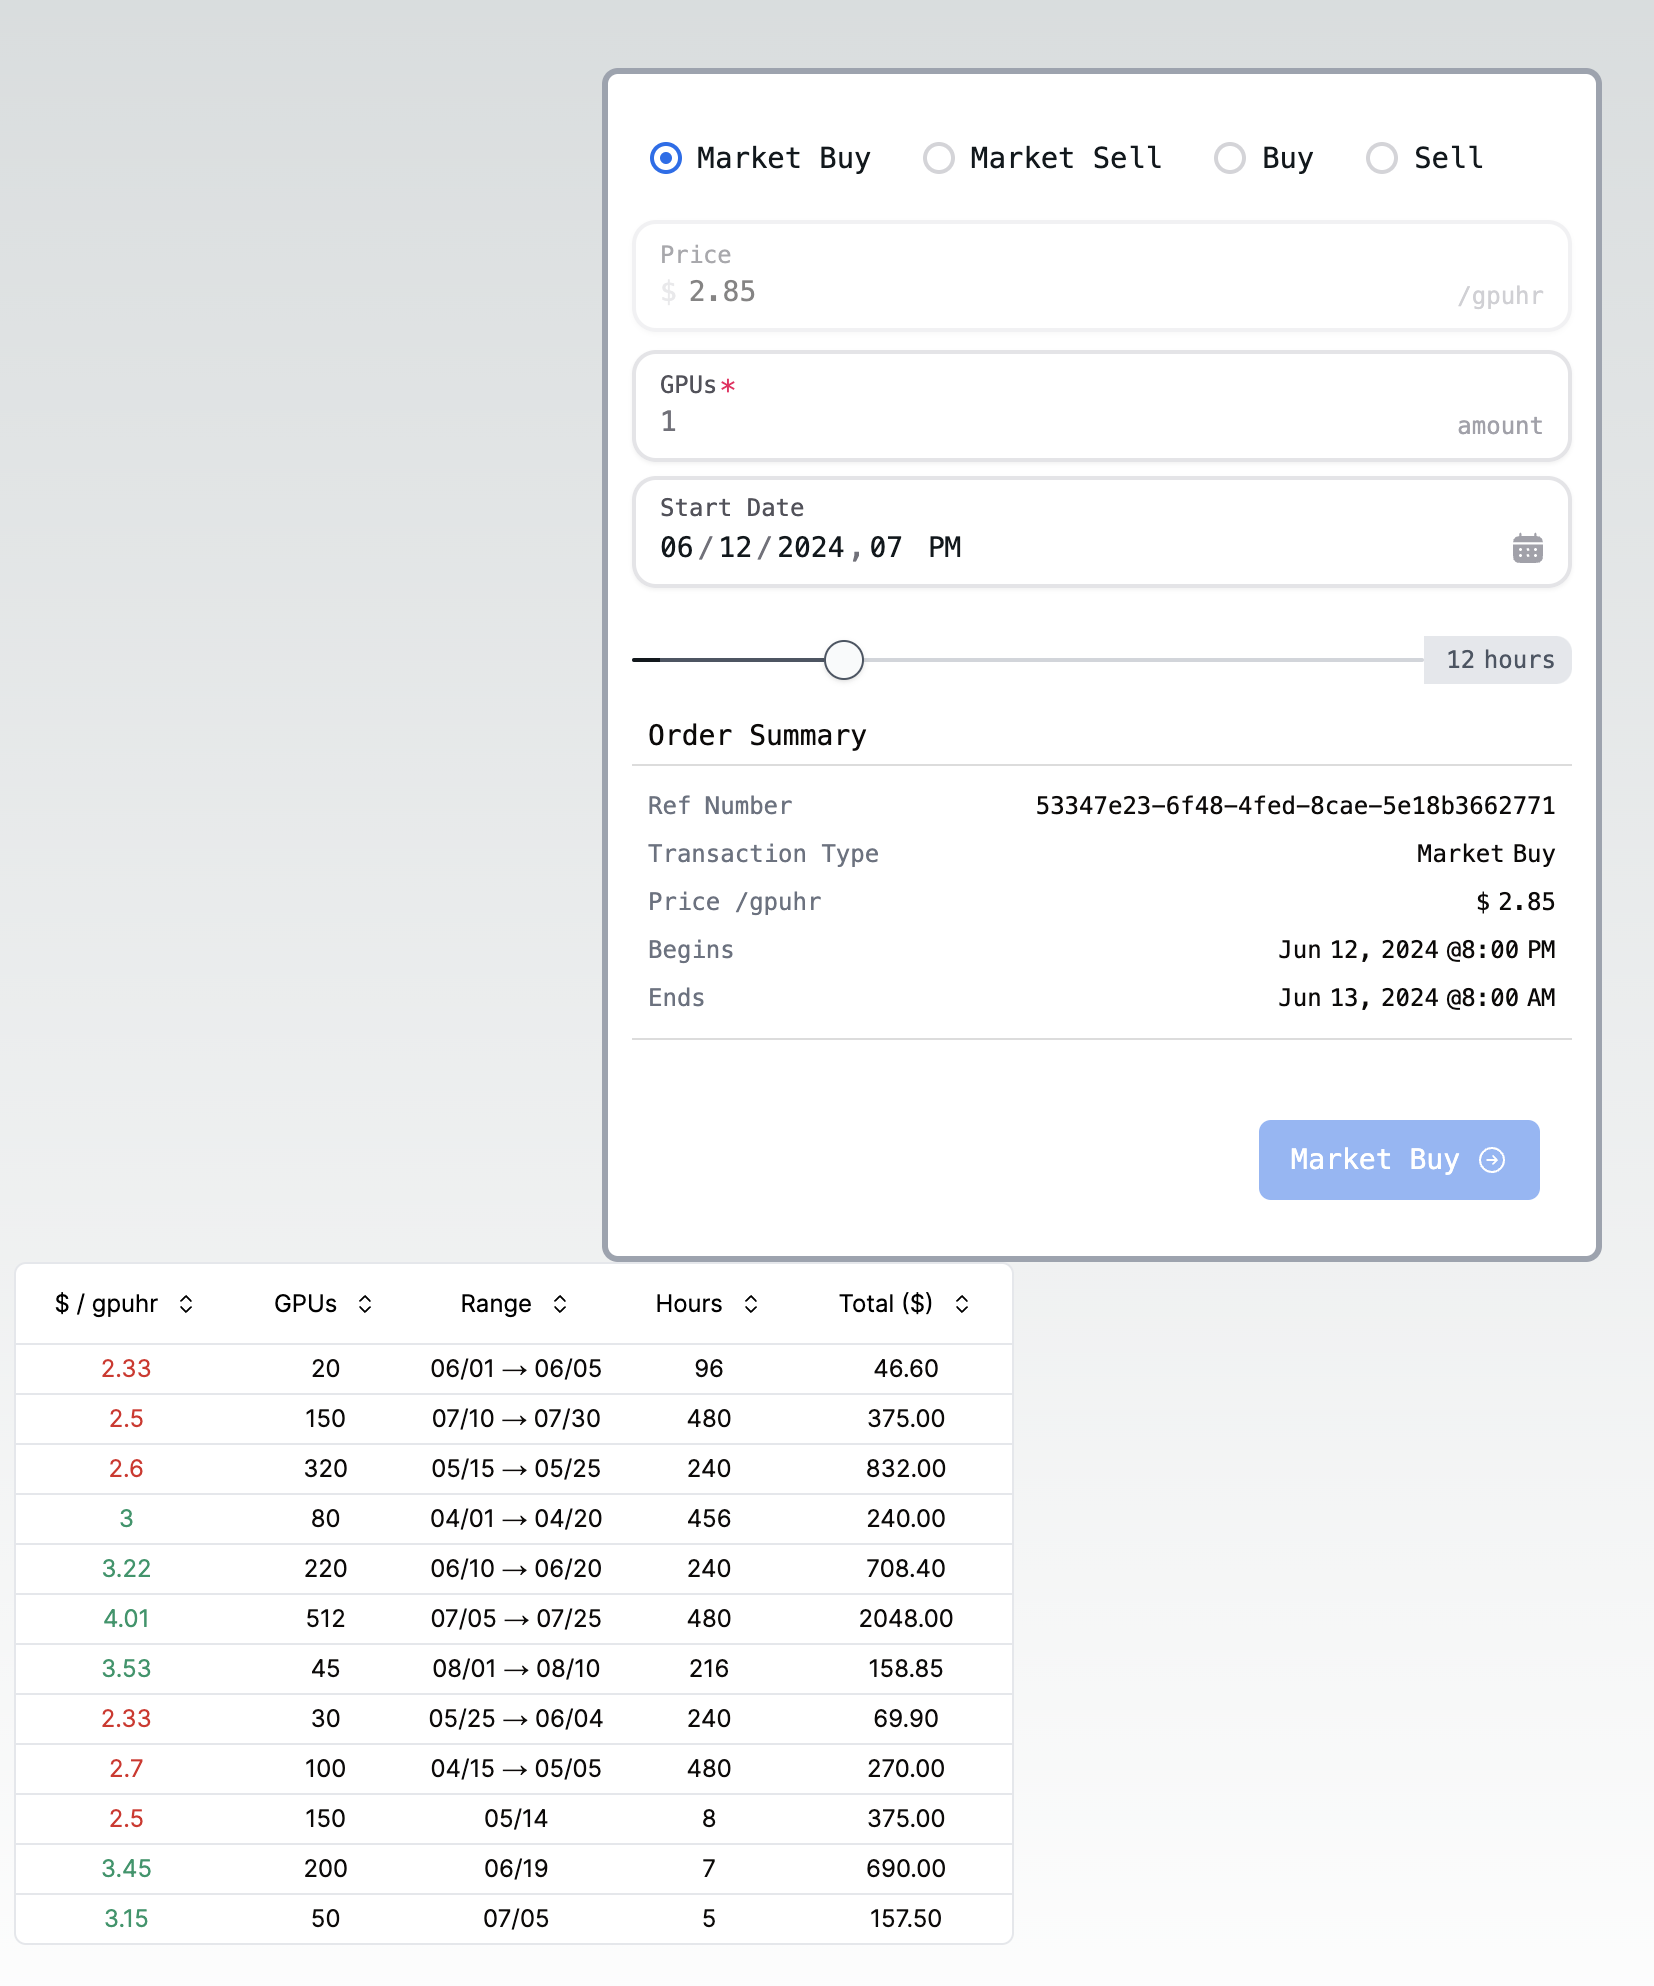 Market Buy Market Sell Buy Sell
Price
$ 2.85 /gpuhr
GPUs*
1 amount
Start Date
06/12/2024,07 PM
12 hours
Order Summary
Ref Number 53347e23-6f48-4fed-8cae-5e18b3662771
Transaction Type Market Buy
Price /gpuhr $ 2.85
Begins Jun 12, 2024 @8:00 PM
Ends Jun 13, 2024 @8:00 AM
Market Buy
$ / gpuhr GPUs Range Hours Total ($)
2.33 20 06/01 → 06/05 96 46.60
2.5 150 07/10 → 07/30 480 375.00
2.6 320 05/15 → 05/25 240 832.00
3 80 04/01 → 04/20 456 240.00
3.22 220 06/10 → 06/20 240 708.40
4.01 512 07/05 → 07/25 480 2048.00
3.53 45 08/01 → 08/10 216 158.85
2.33 30 05/25 → 06/04 240 69.90
2.7 100 04/15 → 05/05 480 270.00
2.5 150 05/14 8 375.00
3.45 200 06/19 7 690.00
3.15 50 07/05 5 157.50